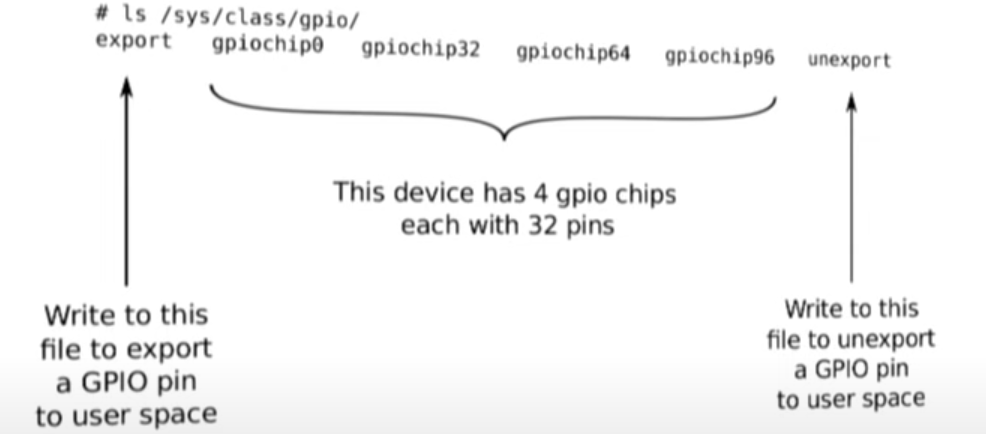 # ls /sys/class/gpio/
export gpiochip0 gpiochip32 gpiochip64 gpiochip96 unexport
This device has 4 gpio chips
each with 32 pins
Write to this
file to export
a GPIO pin
to user space
Write to this
file to unexport
a GPIO pin
to user space